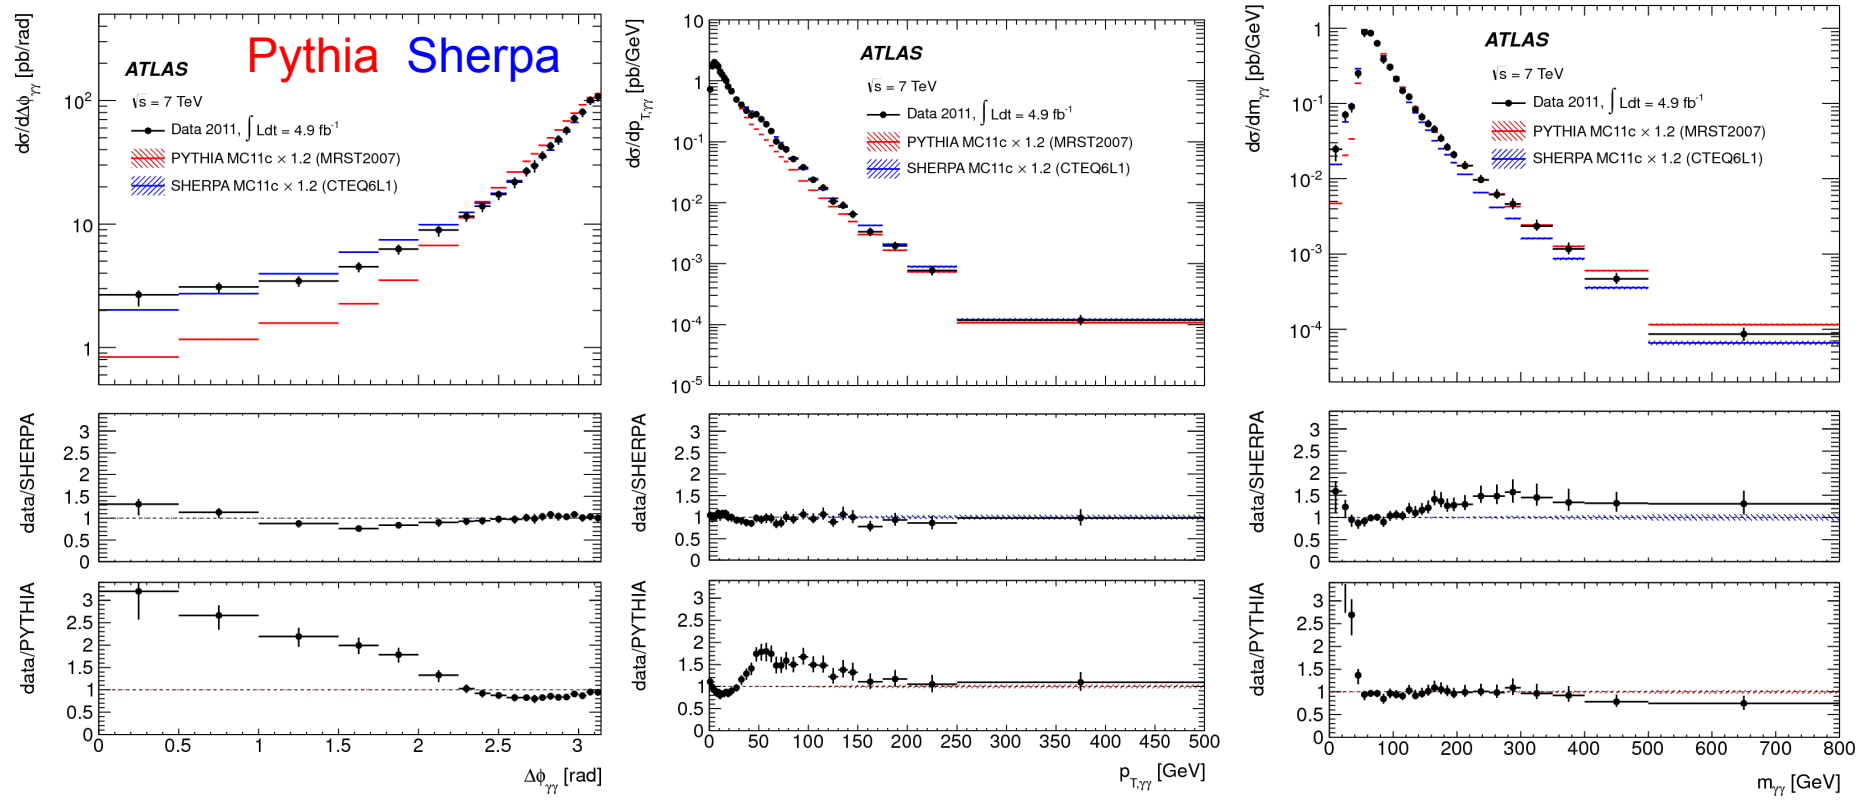 Pythia Sherpa
dσ/dΔϕγγ [pb/rad]
ATLAS
√s = 7 TeV
Data 2011, ∫ Ldt = 4.9 fb-1
PYTHIA MC11c × 1.2 (MRST2007)
SHERPA MC11c × 1.2 (CTEQ6L1)
10²
10
1
data/SHERPA
3
2.5
2
1.5
1
0.5
0
data/PYTHIA
3
2.5
2
1.5
1
0.5
0
0 0.5 1 1.5 2 2.5 3
Δϕγγ [rad]
dσ/dpT,γγ [pb/GeV]
ATLAS
√s = 7 TeV
Data 2011, ∫ Ldt = 4.9 fb-1
PYTHIA MC11c × 1.2 (MRST2007)
SHERPA MC11c × 1.2 (CTEQ6L1)
10
1
10-1
10-2
10-3
10-4
10-5
data/SHERPA
3
2.5
2
1.5
1
0.5
0
data/PYTHIA
3
2.5
2
1.5
1
0.5
0
0 50 100 150 200 250 300 350 400 450 500
pT,γγ [GeV]
dσ/dmγγ [pb/GeV]
ATLAS
√s = 7 TeV
Data 2011, ∫ Ldt = 4.9 fb-1
PYTHIA MC11c × 1.2 (MRST2007)
SHERPA MC11c × 1.2 (CTEQ6L1)
1
10-1
10-2
10-3
10-4
data/SHERPA
3
2.5
2
1.5
1
0.5
0
data/PYTHIA
3
2.5
2
1.5
1
0.5
0
0 100 200 300 400 500 600 700 800
mγγ [GeV]